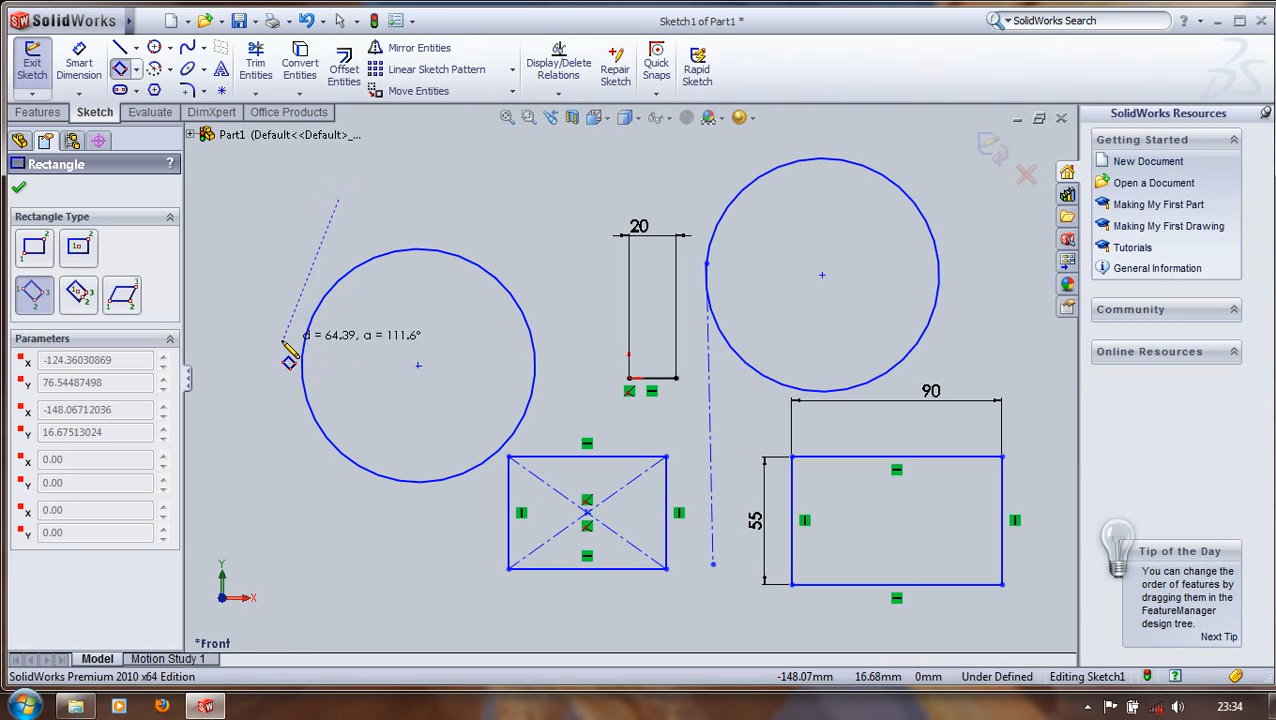 SolidWorks
Sketch1 of Part1 *
SolidWorks Search
?
Exit Sketch
Smart Dimension
Trim Entities
Convert Entities
Offset Entities
Mirror Entities
Linear Sketch Pattern
Move Entities
Display/Delete Relations
Repair Sketch
Quick Snaps
Rapid Sketch
Features
Sketch
Evaluate
DimXpert
Office Products
Part1 (Default<<Default>_...
Rectangle
?
Rectangle Type
Parameters
X -124.36030869
Y 76.54487498
X -148.06712036
Y 16.67513024
X 0.00
Y 0.00
X 0.00
Y 0.00
d = 64.39, a = 111.6°
20
90
55
Y
X
*Front
SolidWorks Resources
Getting Started
New Document
Open a Document
Making My First Part
Making My First Drawing
Tutorials
General Information
Community
Online Resources
Tip of the Day
You can change the
order of features by
dragging them in the
FeatureManager
design tree.
Next Tip
Model
Motion Study 1
SolidWorks Premium 2010 x64 Edition
-148.07mm
16.68mm
0mm
Under Defined
Editing Sketch1
23:34